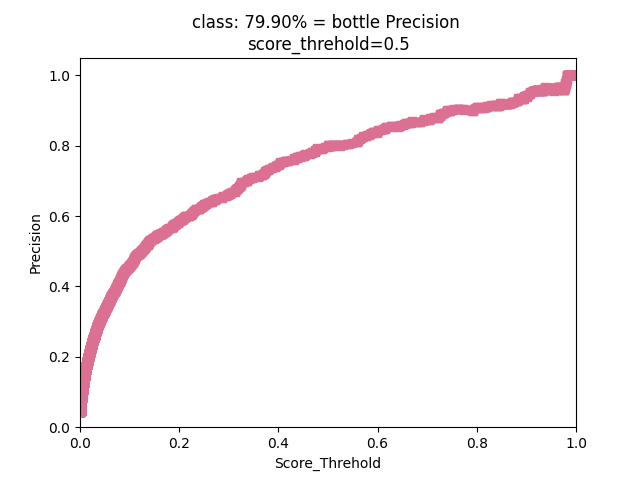 class: 79.90% = bottle Precision
score_threhold=0.5
1.0
0.8
0.6
0.4
0.2
0.0
Precision
0.0 0.2 0.4 0.6 0.8 1.0
Score_Threhold